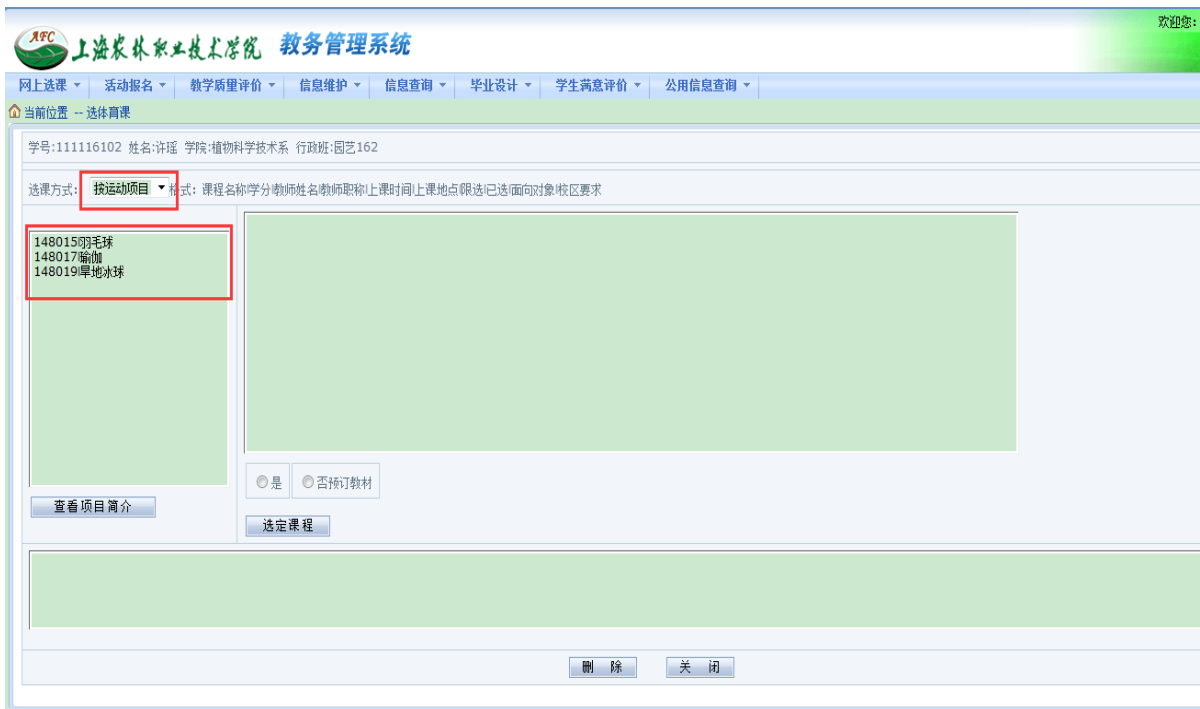 欢迎您:
AFC 上海农林职业技术学院 教务管理系统
网上选课 活动报名 教学质量评价 信息维护 信息查询 毕业设计 学生满意评价 公用信息查询
当前位置 -- 选体育课
学号:111116102 姓名:许瑶 学院:植物科学技术系 行政班:园艺162
选课方式: 按运动项目 格式: 课程名称|学分|教师姓名|教师职称|上课时间|上课地点|限选|已选|面向对象|校区要求
148015|羽毛球
148017|瑜伽
148019|旱地冰球
是 否预订教材
查看项目简介
选定课程
删 除 关 闭